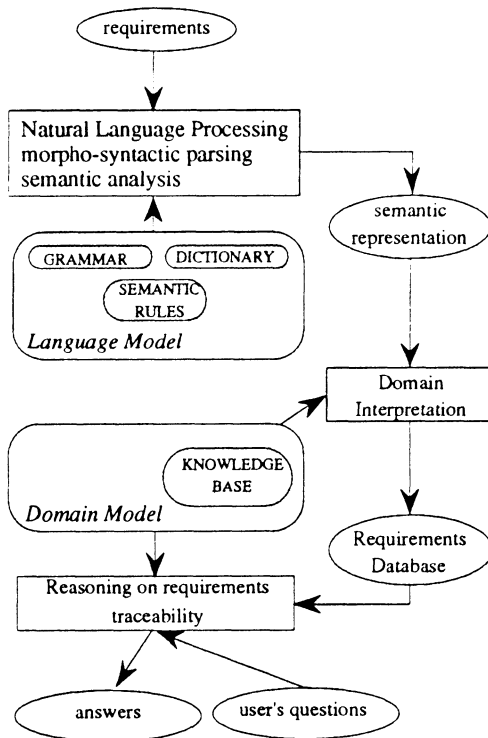 requirements
Natural Language Processing
morpho-syntactic parsing
semantic analysis
semantic
representation
GRAMMAR
DICTIONARY
SEMANTIC
RULES
Language Model
Domain
Interpretation
KNOWLEDGE
BASE
Domain Model
Requirements
Database
Reasoning on requirements
traceability
answers
user's questions